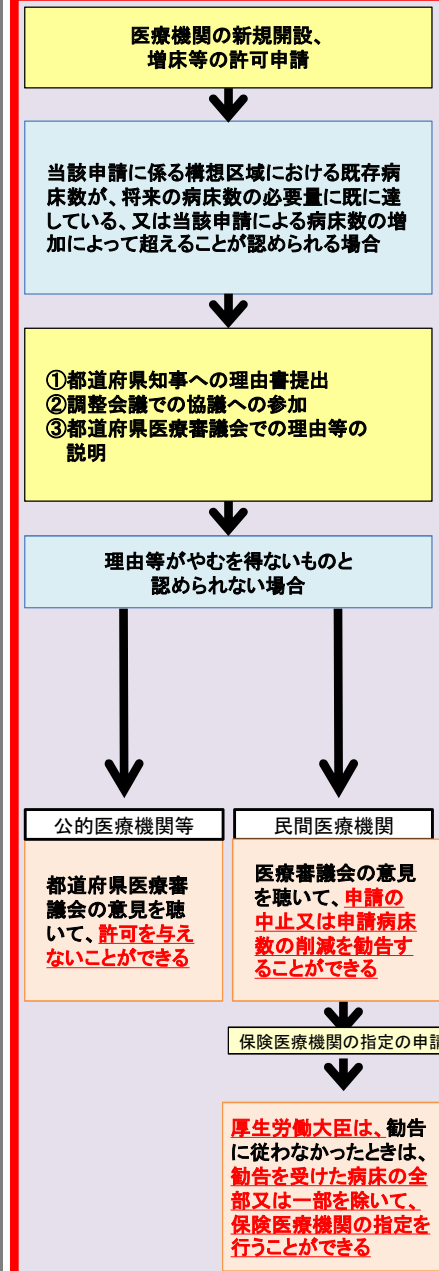 医療機関の新規開設、
増床等の許可申請
当該申請に係る構想区域における既存病
床数が、将来の病床数の必要量に既に達
している、又は当該申請による病床数の増
加によって超えることが認められる場合
①都道府県知事への理由書提出
②調整会議での協議への参加
③都道府県医療審議会での理由等の
説明
理由等がやむを得ないものと
認められない場合
公的医療機関等
都道府県医療審
議会の意見を聴
いて、許可を与え
ないことができる
民間医療機関
医療審議会の意見
を聴いて、申請の
中止又は申請病床
数の削減を勧告す
ることができる
保険医療機関の指定の申請
厚生労働大臣は、勧告
に従わなかったときは、
勧告を受けた病床の全
部又は一部を除いて、
保険医療機関の指定を
行うことができる